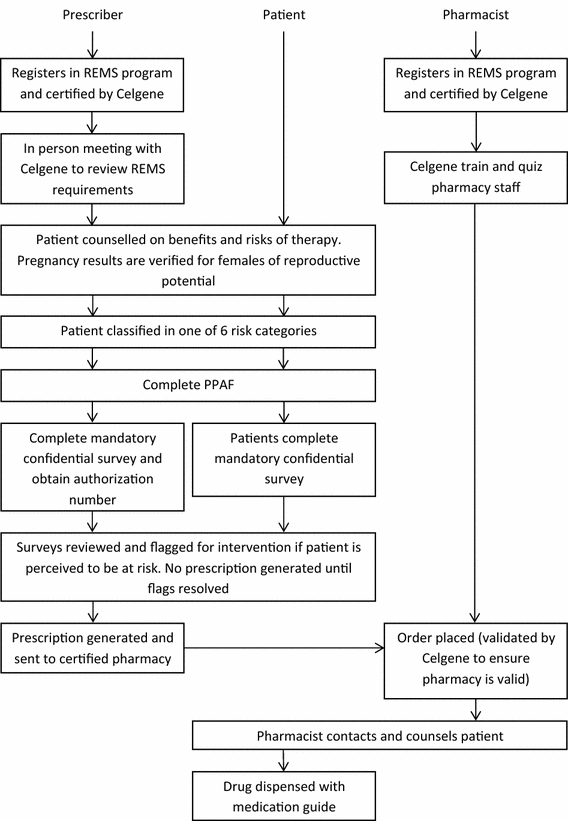 Prescriber
Patient
Pharmacist
Registers in REMS program
and certified by Celgene
Registers in REMS program
and certified by Celgene
In person meeting with
Celgene to review REMS
requirements
Celgene train and quiz
pharmacy staff
Patient counselled on benefits and risks of therapy.
Pregnancy results are verified for females of reproductive
potential
Patient classified in one of 6 risk categories
Complete PPAF
Complete mandatory
confidential survey and
obtain authorization
number
Patients complete
mandatory confidential
survey
Surveys reviewed and flagged for intervention if patient is
perceived to be at risk. No prescription generated until
flags resolved
Prescription generated and
sent to certified pharmacy
Order placed (validated by
Celgene to ensure
pharmacy is valid)
Pharmacist contacts and counsels patient
Drug dispensed with
medication guide